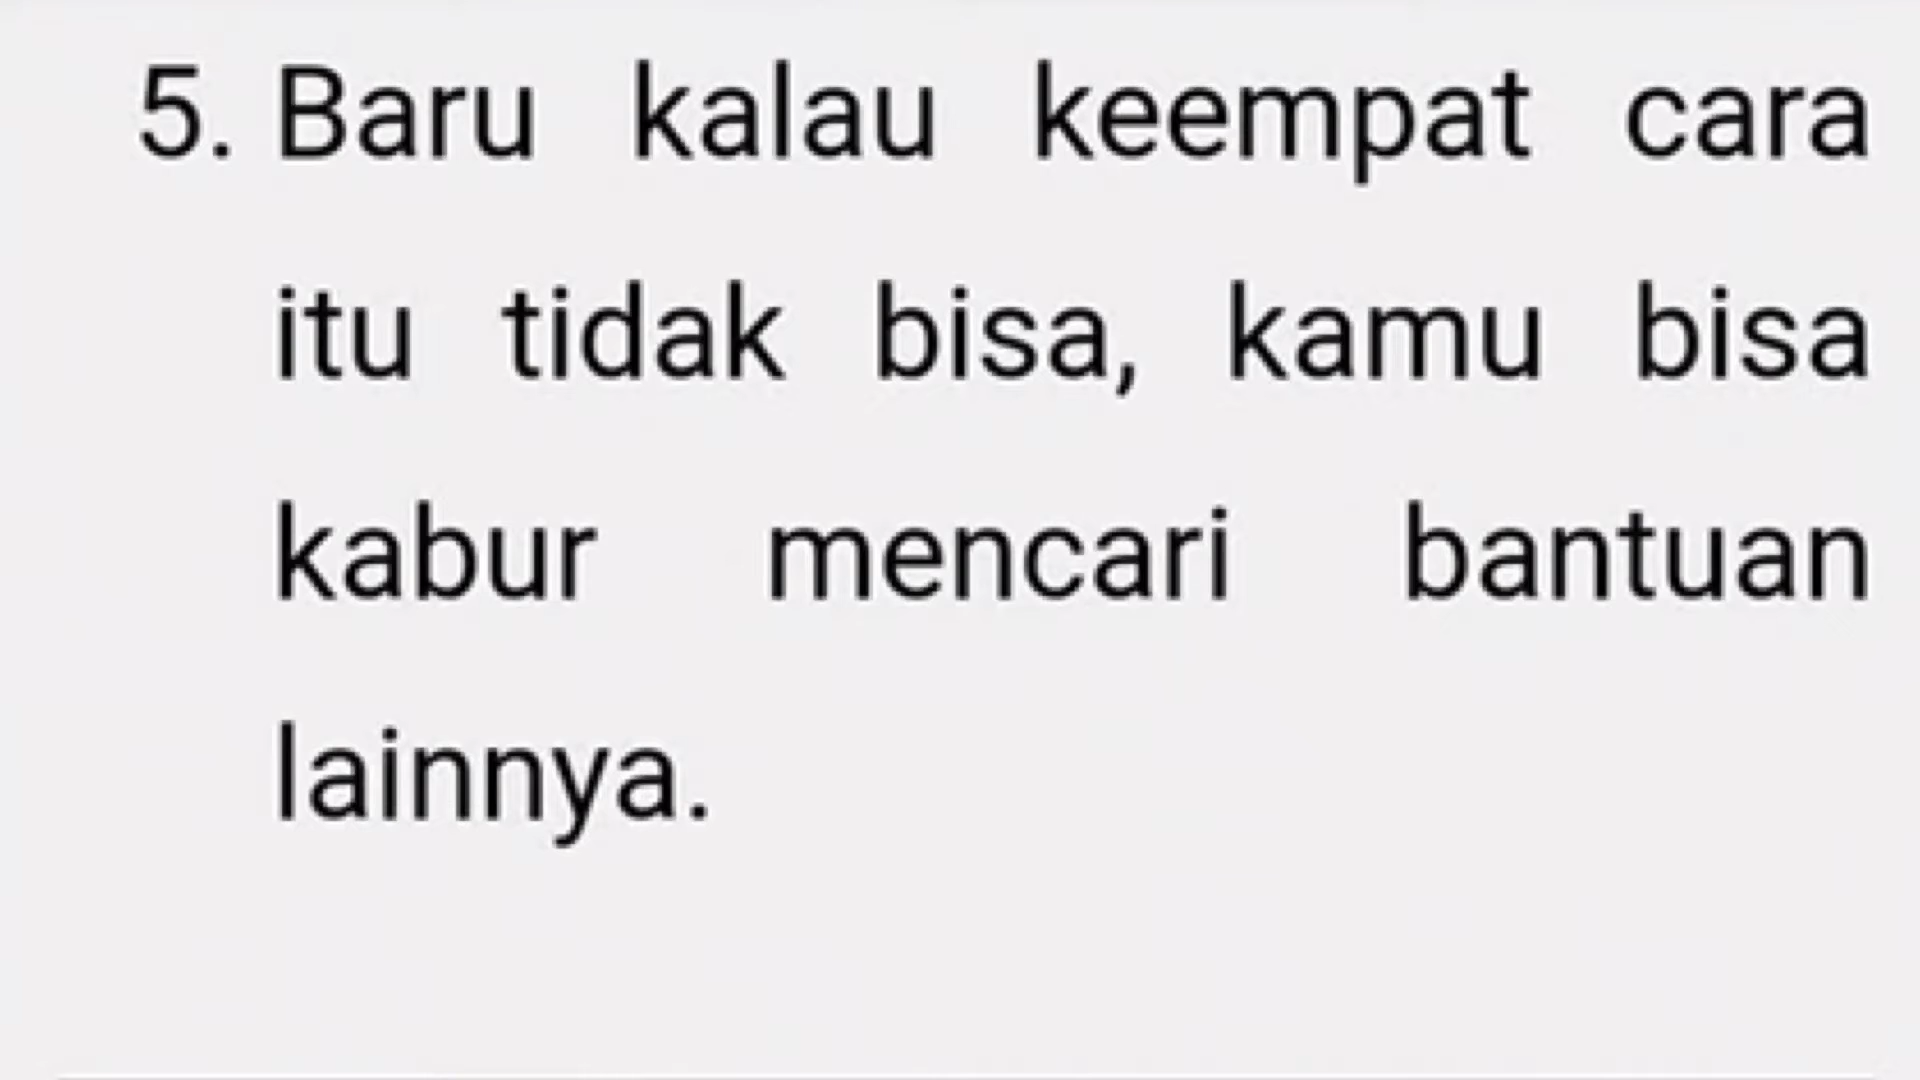 5. Baru kalau keempat cara
itu tidak bisa, kamu bisa
kabur mencari bantuan
lainnya.